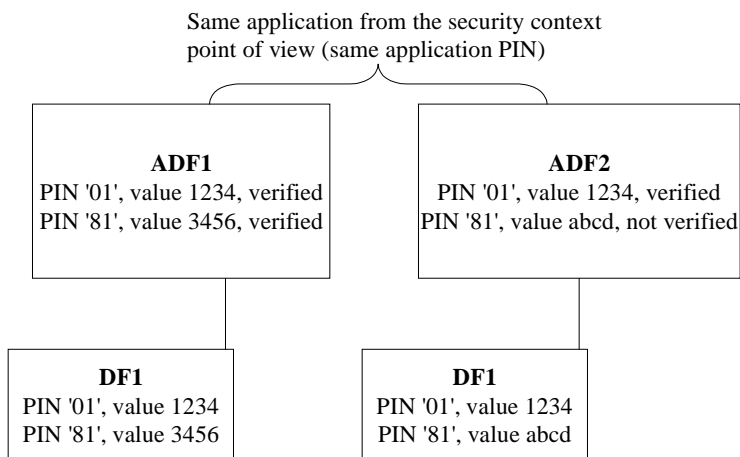 Same application from the security context
point of view (same application PIN)
ADF1
PIN '01', value 1234, verified
PIN '81', value 3456, verified
ADF2
PIN '01', value 1234, verified
PIN '81', value abcd, not verified
DF1
PIN '01', value 1234
PIN '81', value 3456
DF1
PIN '01', value 1234
PIN '81', value abcd